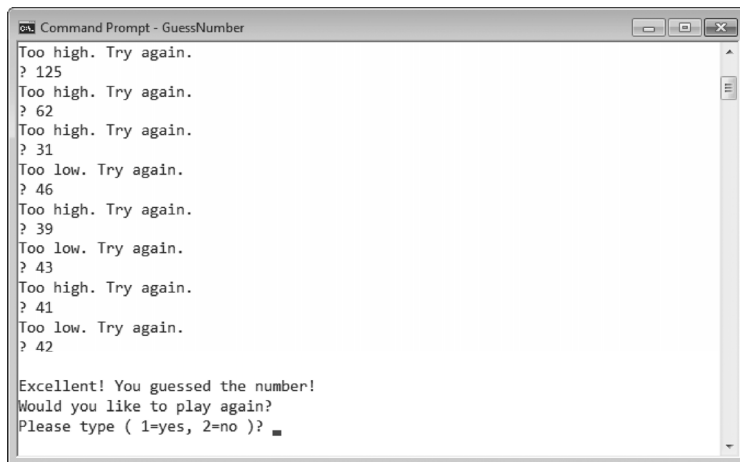 Command Prompt - GuessNumber
Too high. Try again.
? 125
Too high. Try again.
? 62
Too high. Try again.
? 31
Too low. Try again.
? 46
Too high. Try again.
? 39
Too low. Try again.
? 43
Too high. Try again.
? 41
Too low. Try again.
? 42
Excellent! You guessed the number!
Would you like to play again?
Please type ( 1=yes, 2=no )?